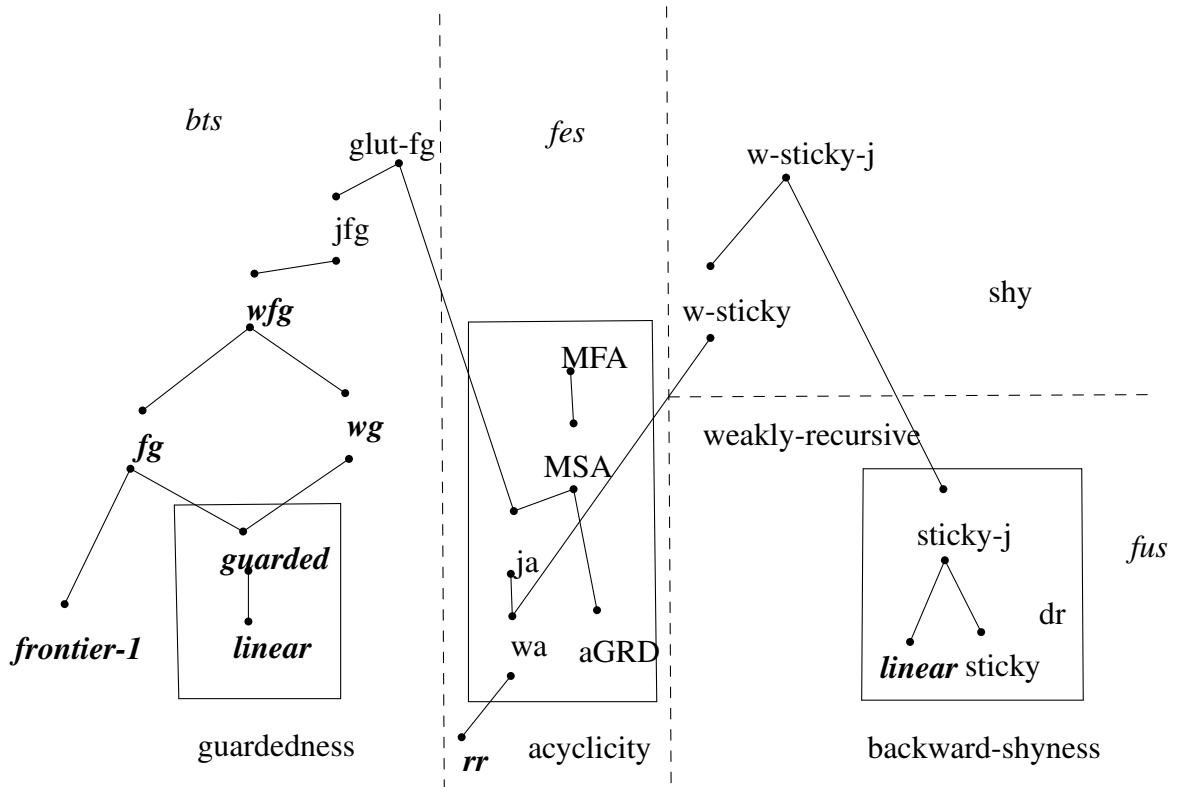 bts
fes
glut-fg
w-sticky-j
jfg
shy
wfg
w-sticky
MFA
wg
weakly-recursive
fg
MSA
sticky-j
fus
guarded
ja
dr
frontier-1
linear
wa
aGRD
linear sticky
guardedness
rr
acyclicity
backward-shyness